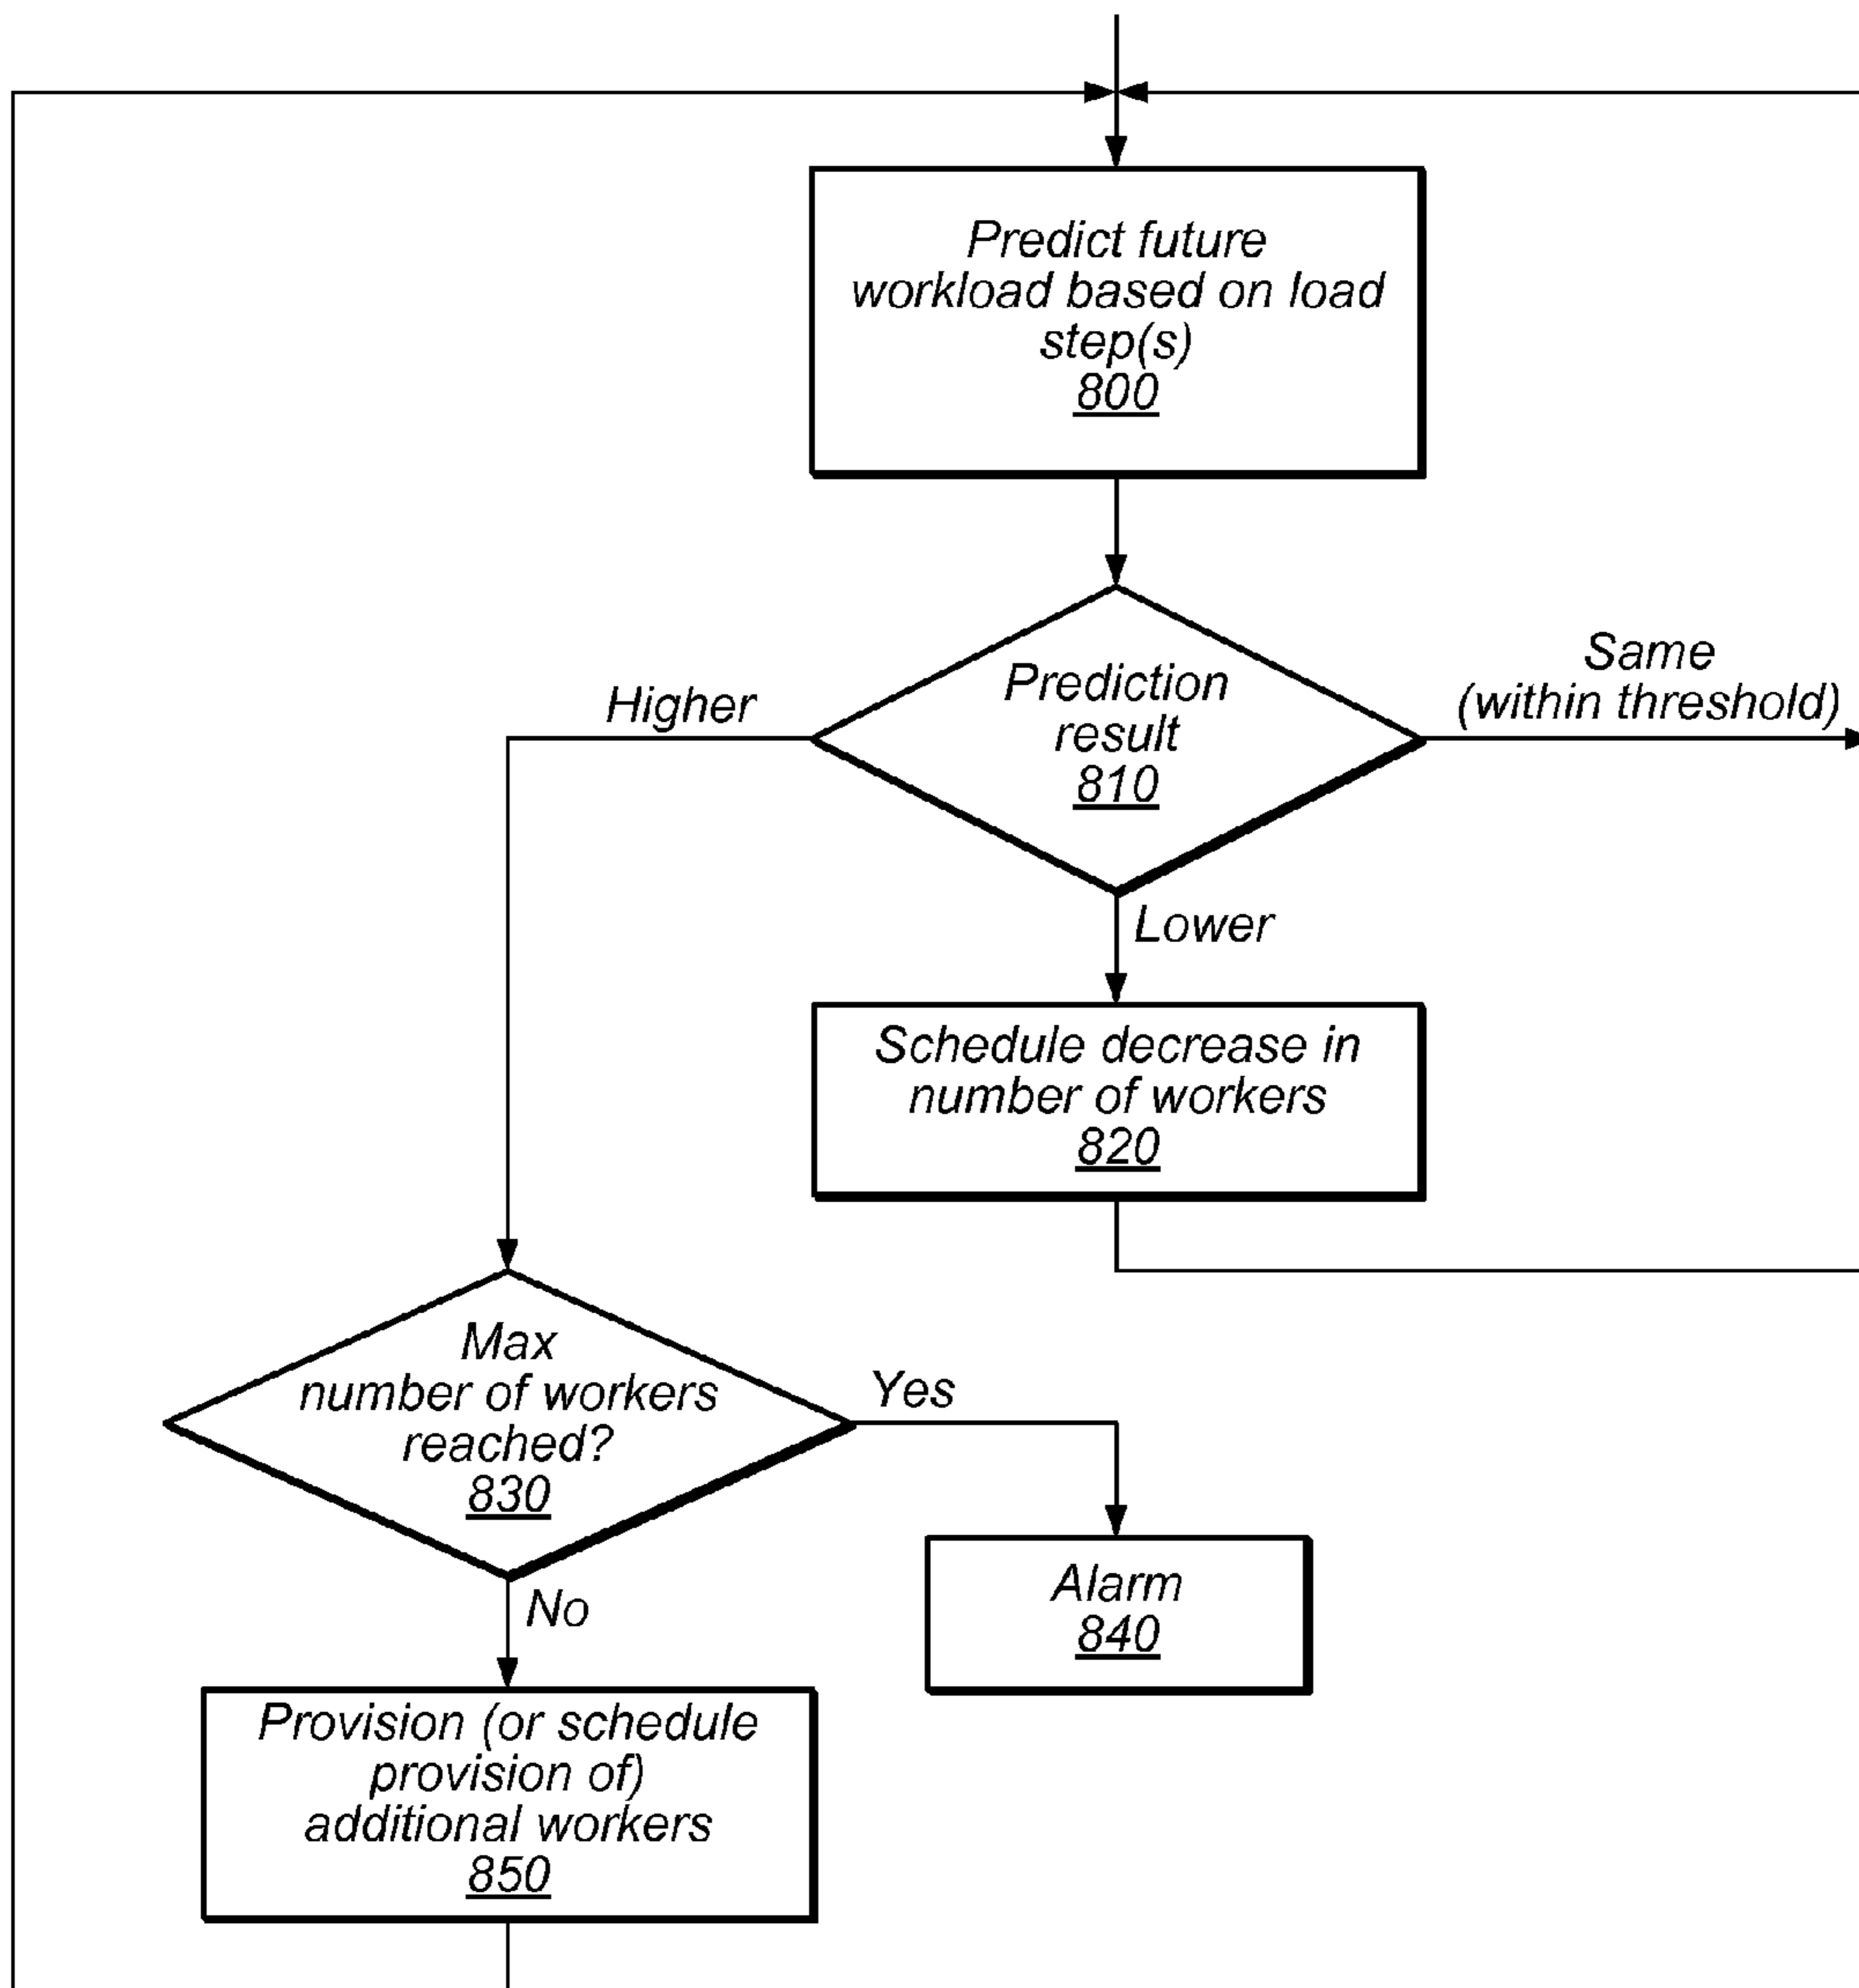 Predict future
workload based on load
step(s)
800
Prediction
result
810
Higher
Same
(within threshold)
Lower
Schedule decrease in
number of workers
820
Max
number of workers
reached?
830
Yes
No
Alarm
840
Provision (or schedule
provision of)
additional workers
850